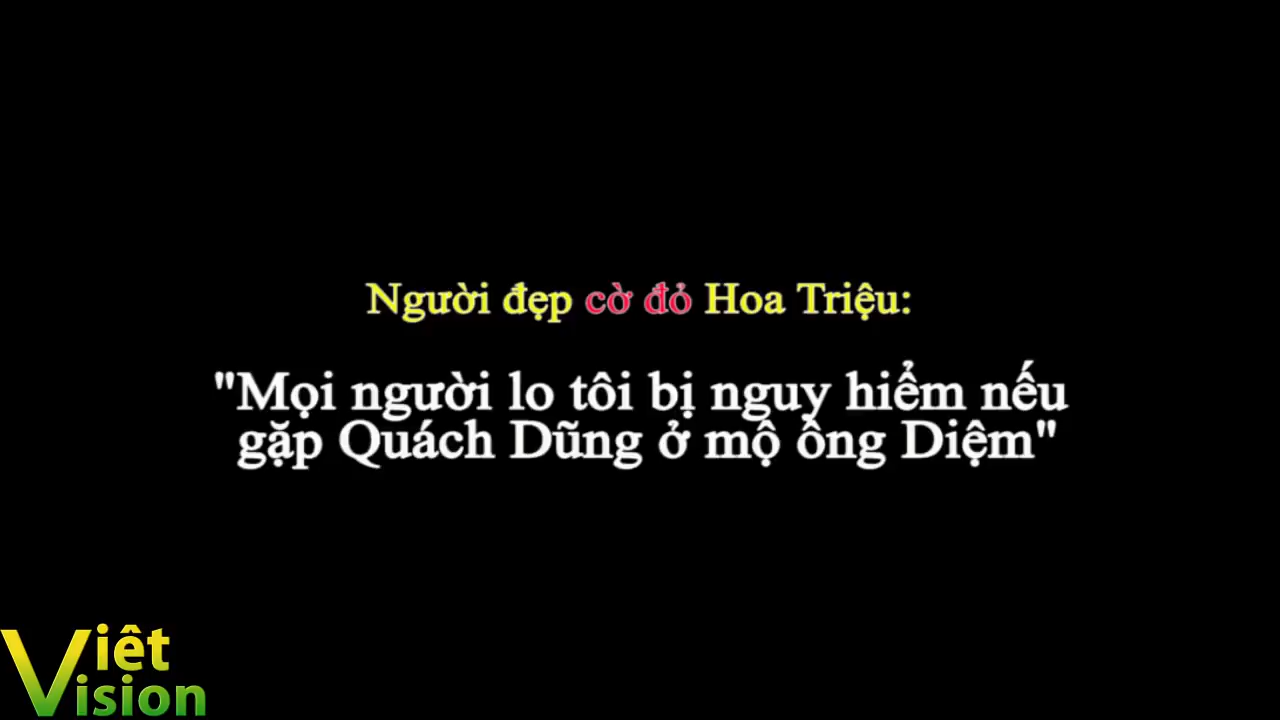 Người đẹp cờ đỏ Hoa Triệu:
"Mọi người lo tôi bị nguy hiểm nếu
gặp Quách Dũng ở mộ ông Diệm"
Việt
Vision